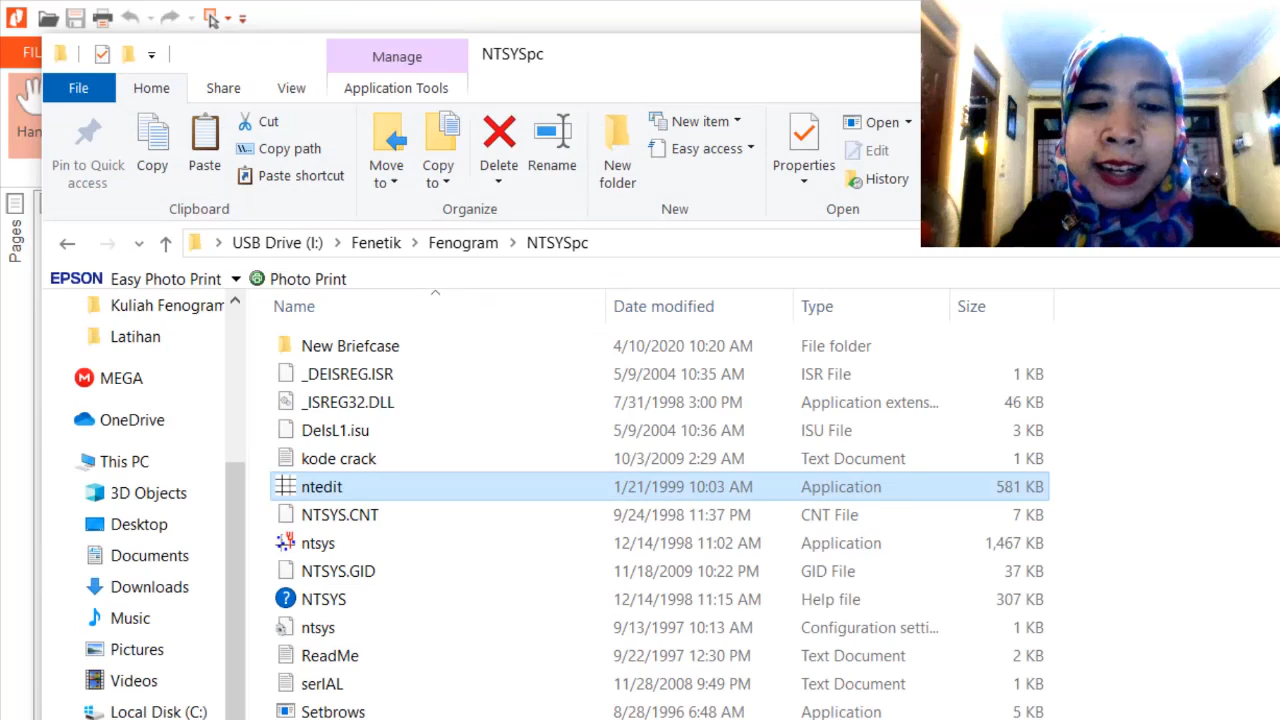 FIL
Manage
NTSYSpc
File
Home
Share
View
Application Tools
Han
Pin to Quick access
Copy
Paste
Cut
Copy path
Paste shortcut
Move to
Copy to
Delete
Rename
New folder
New item
Easy access
Properties
Open
Edit
History
Clipboard
Organize
New
Open
Pages
USB Drive (I:) > Fenetik > Fenogram > NTSYSpc
EPSON Easy Photo Print Photo Print
Kuliah Fenogram
Latihan
MEGA
OneDrive
This PC
3D Objects
Desktop
Documents
Downloads
Music
Pictures
Videos
Local Disk (C:)
Name Date modified Type Size
New Briefcase 4/10/2020 10:20 AM File folder
_DEISREG.ISR 5/9/2004 10:35 AM ISR File 1 KB
_ISREG32.DLL 7/31/1998 3:00 PM Application extens... 46 KB
DeIsL1.isu 5/9/2004 10:36 AM ISU File 3 KB
kode crack 10/3/2009 2:29 AM Text Document 1 KB
ntedit 1/21/1999 10:03 AM Application 581 KB
NTSYS.CNT 9/24/1998 11:37 PM CNT File 7 KB
ntsys 12/14/1998 11:02 AM Application 1,467 KB
NTSYS.GID 11/18/2009 10:22 PM GID File 37 KB
NTSYS 12/14/1998 11:15 AM Help file 307 KB
ntsys 9/13/1997 10:13 AM Configuration setti... 1 KB
ReadMe 9/22/1997 12:30 PM Text Document 2 KB
serIAL 11/28/2008 9:49 PM Text Document 1 KB
Setbrows 8/28/1996 6:48 AM Application 5 KB